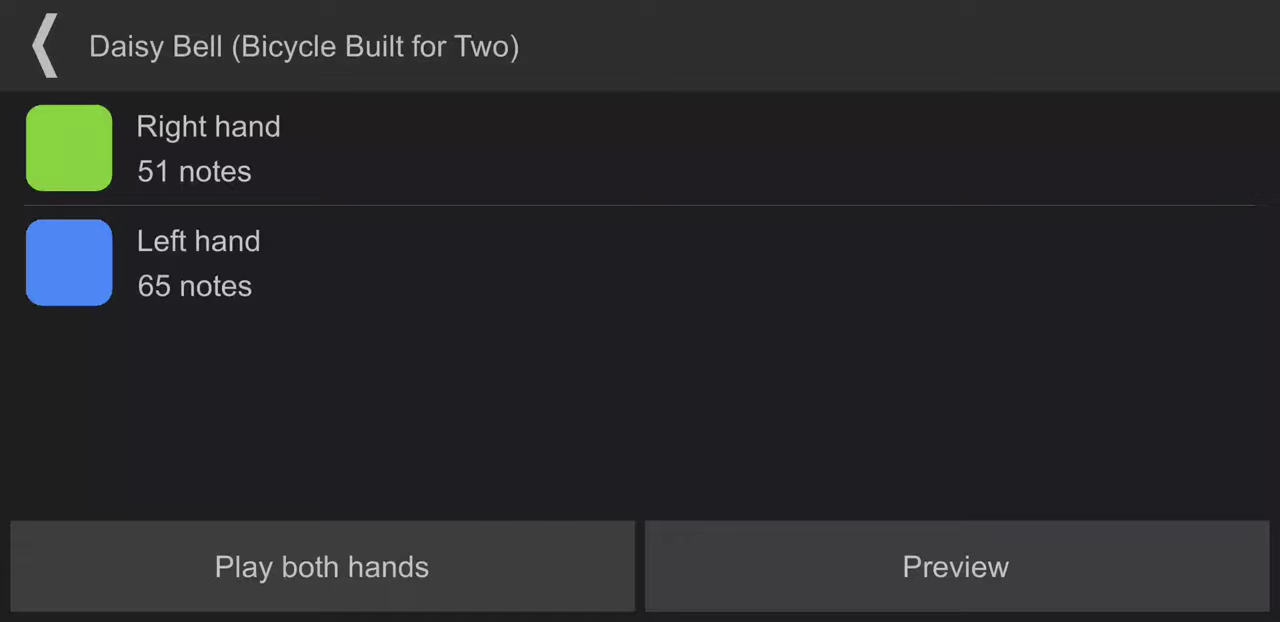 Daisy Bell (Bicycle Built for Two)
Right hand
51 notes
Left hand
65 notes
Play both hands
Preview